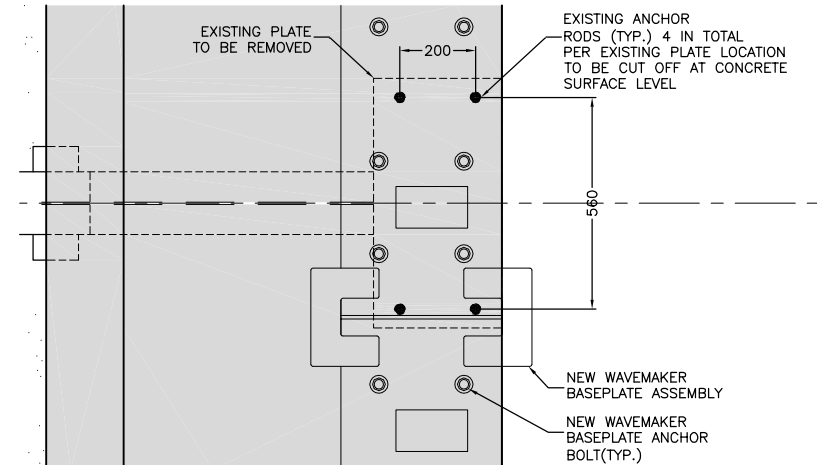 EXISTING PLATE
TO BE REMOVED
200
EXISTING ANCHOR
RODS (TYP.) 4 IN TOTAL
PER EXISTING PLATE LOCATION
TO BE CUT OFF AT CONCRETE
SURFACE LEVEL
560
NEW WAVEMAKER
BASEPLATE ASSEMBLY
NEW WAVEMAKER
BASEPLATE ANCHOR
BOLT(TYP.)